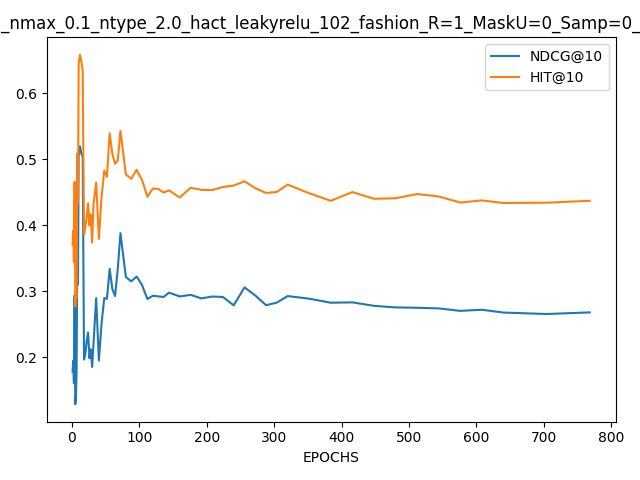 _nmax_0.1_ntype_2.0_hact_leakyrelu_102_fashion_R=1_MaskU=0_Samp=0_
NDCG@10
HIT@10
0.6
0.5
0.4
0.3
0.2
0 100 200 300 400 500 600 700 800
EPOCHS